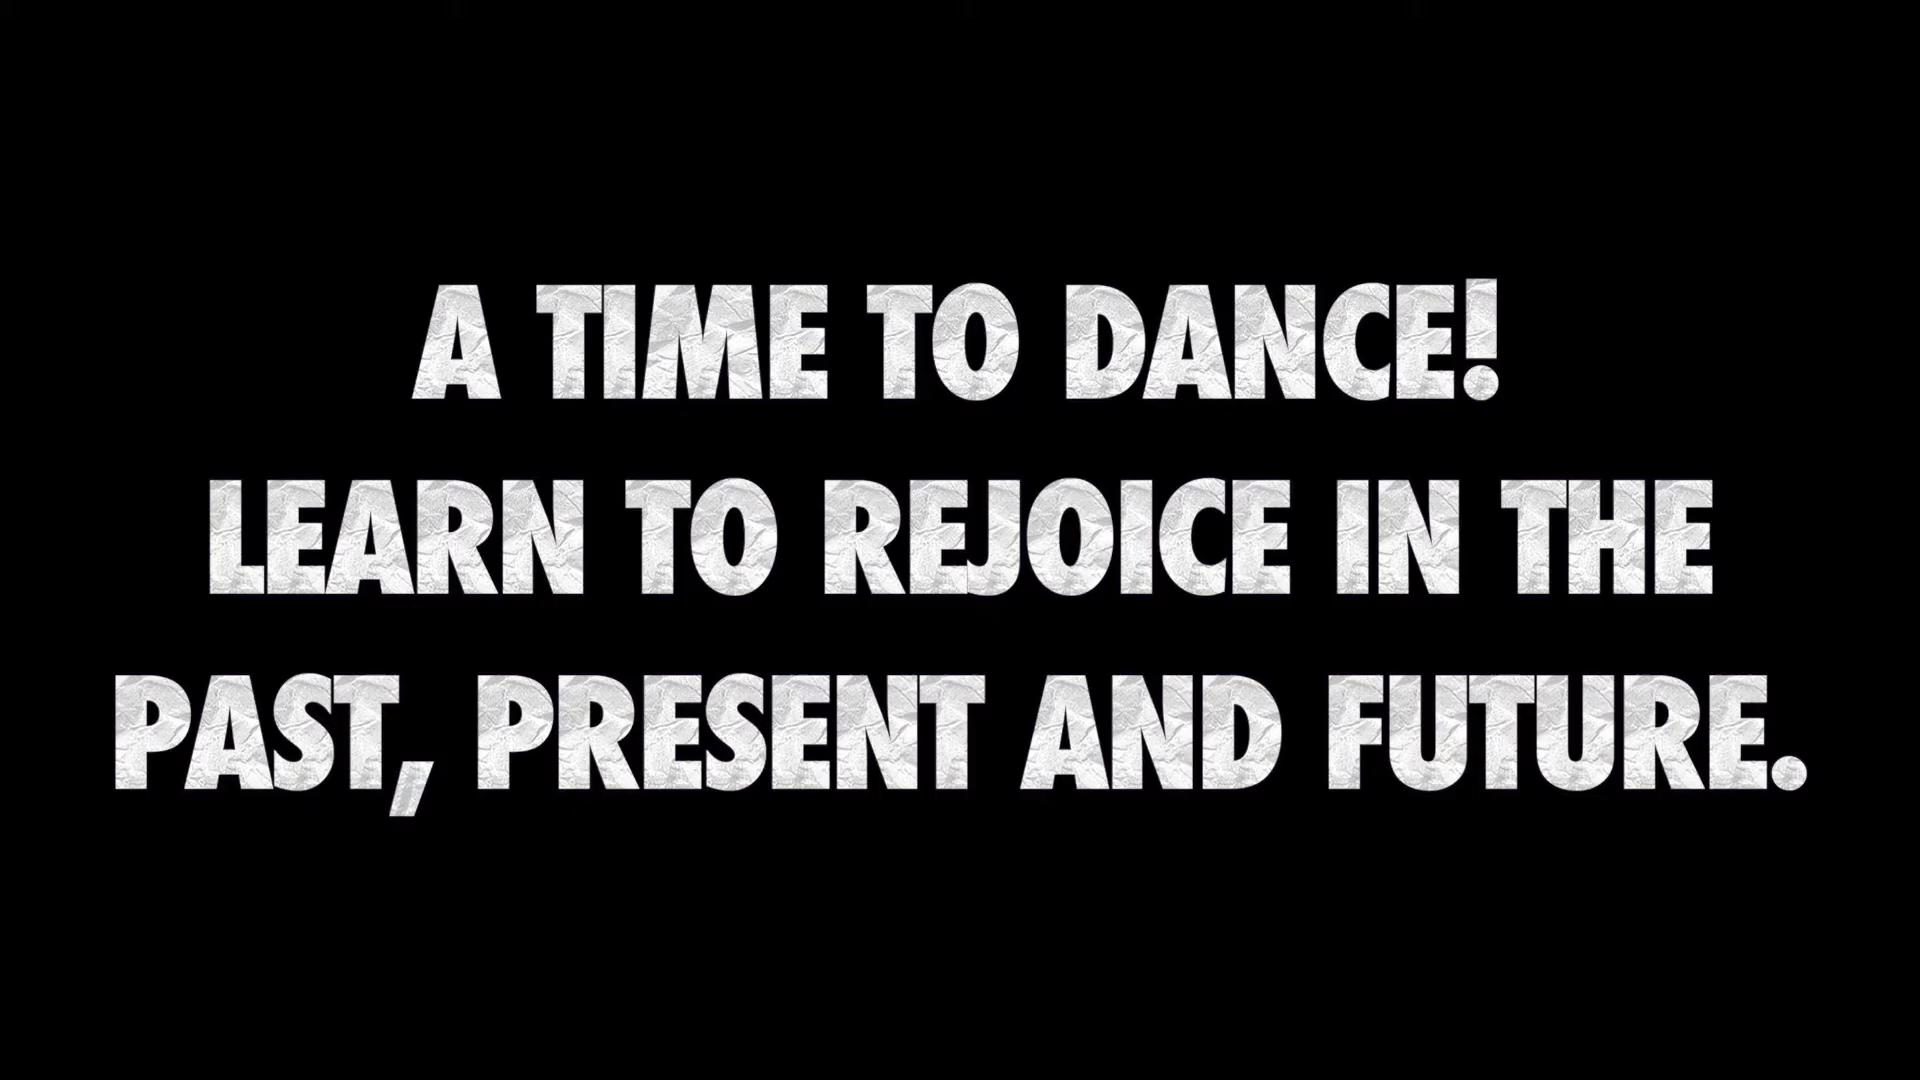 A TIME TO DANCE!
LEARN TO REJOICE IN THE
PAST, PRESENT AND FUTURE.